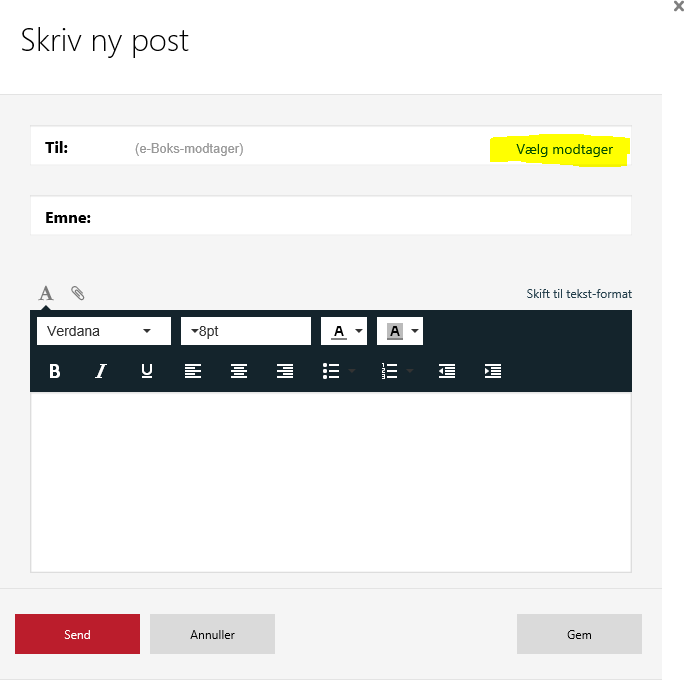 Skriv ny post
Til: (e-Boks-modtager) Vælg modtager
Emne:
A Skift til tekst-format
Verdana 8pt A A
B I U
Send Annuller Gem